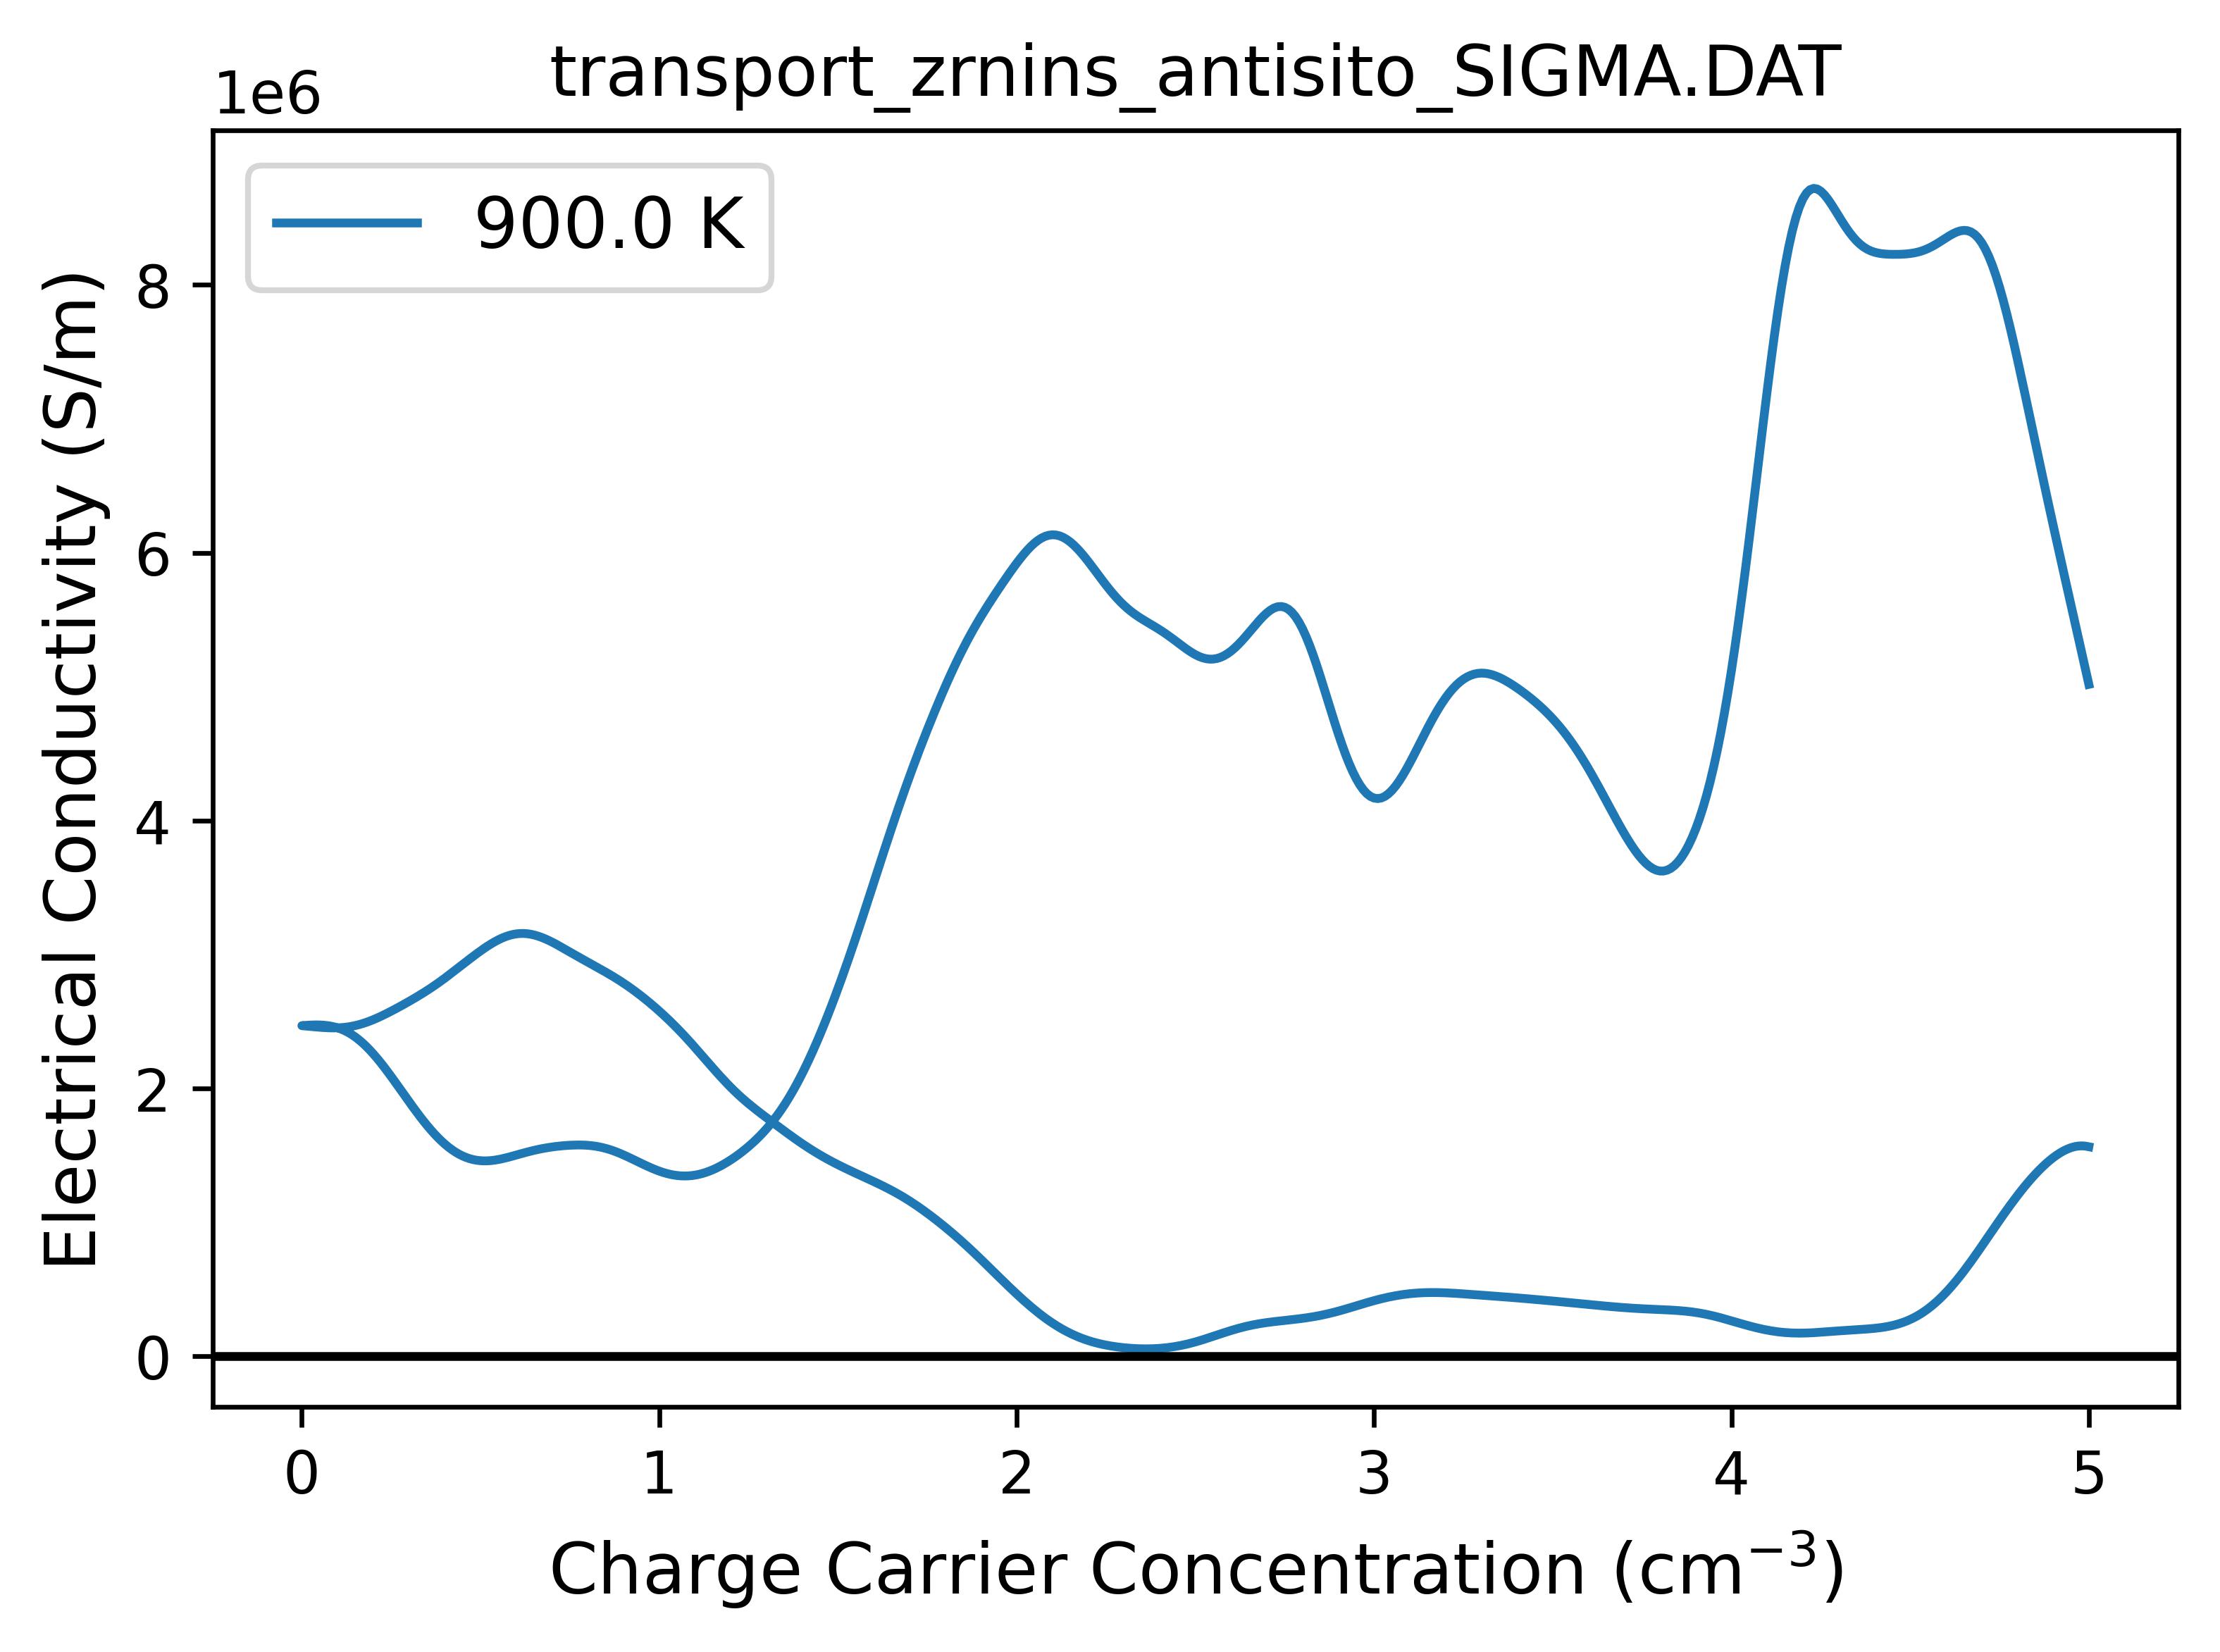 transport_zrnins_antisito_SIGMA.DAT
1e6
900.0 K
Electrical Conductivity (S/m)
8
6
4
2
0
0 1 2 3 4 5
Charge Carrier Concentration (cm⁻³)